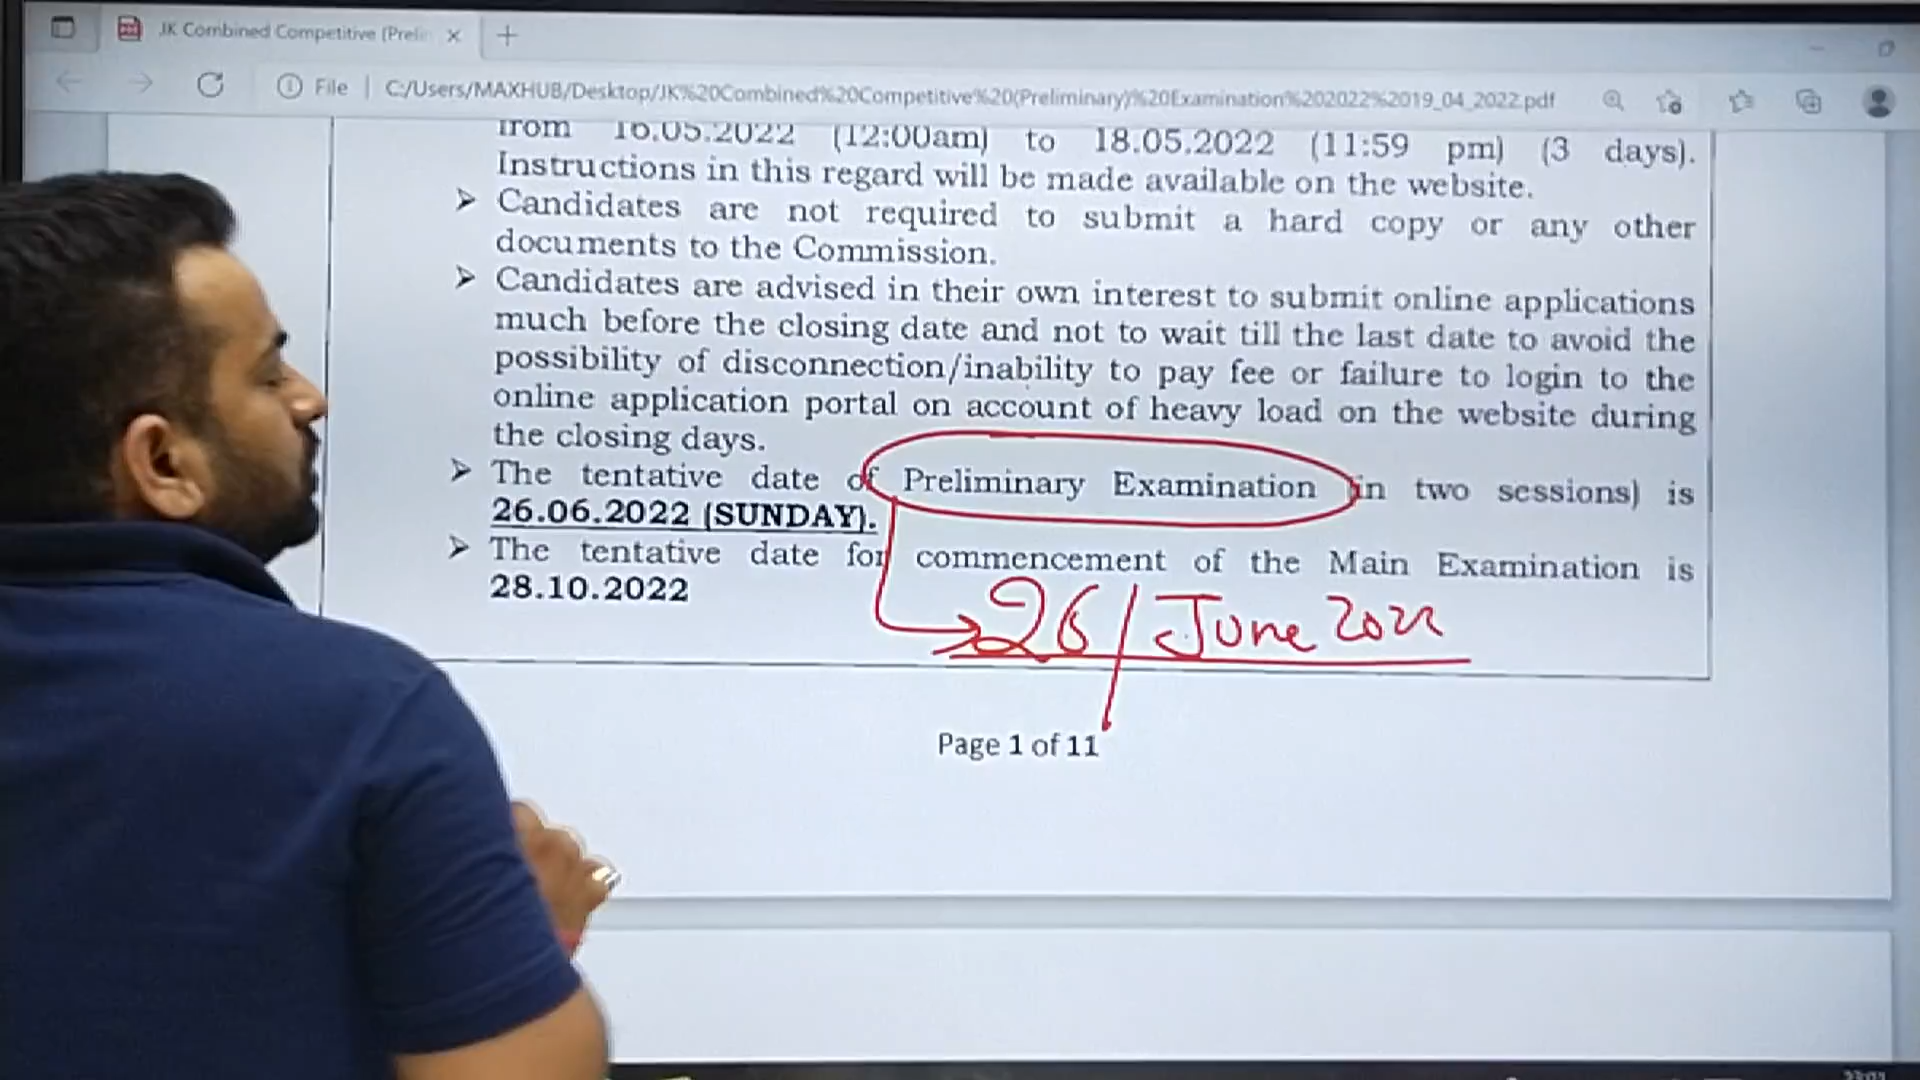 JK Combined Competitive (Preli
File
C:/Users/MAXHUB/Desktop/JK%20Combined%20Competitive%20(Preliminary)%20Examination%202022%2019_04_2022.pdf
from 16.05.2022 (12:00am) to 18.05.2022 (11:59 pm) (3 days).
Instructions in this regard will be made available on the website.
➢ Candidates are not required to submit a hard copy or any other
documents to the Commission.
➢ Candidates are advised in their own interest to submit online applications
much before the closing date and not to wait till the last date to avoid the
possibility of disconnection/inability to pay fee or failure to login to the
online application portal on account of heavy load on the website during
the closing days.
➢ The tentative date of Preliminary Examination in two sessions) is
26.06.2022 (SUNDAY).
➢ The tentative date for commencement of the Main Examination is
28.10.2022
26/June 2022
Page 1 of 11